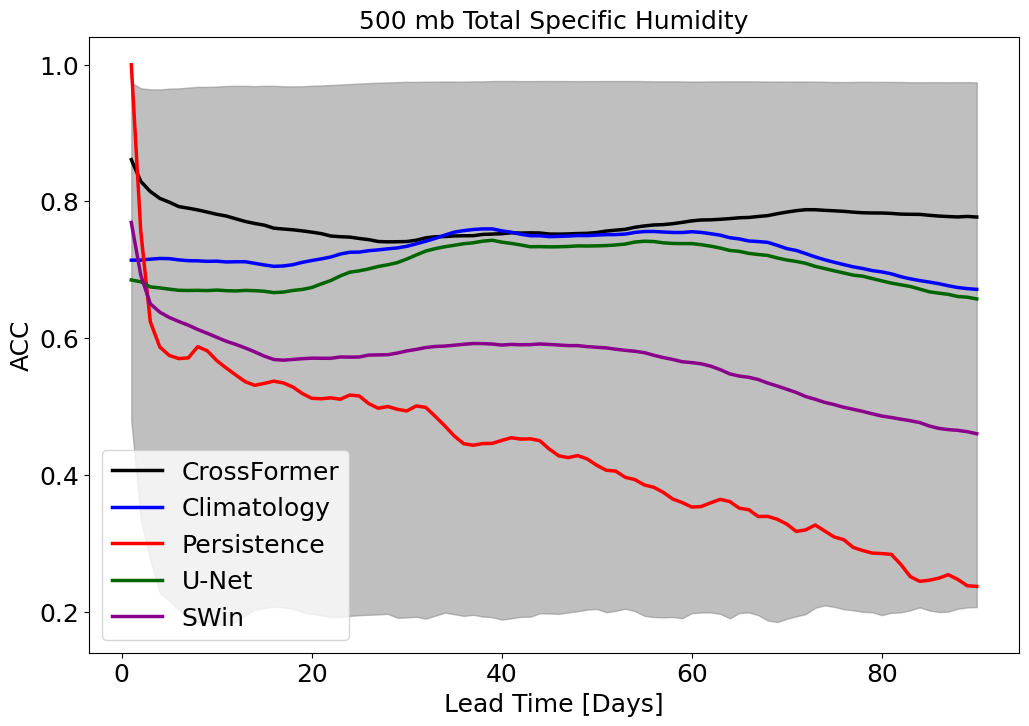 500 mb Total Specific Humidity
ACC
1.0
0.8
0.6
0.4
0.2
CrossFormer
Climatology
Persistence
U-Net
SWin
0 20 40 60 80
Lead Time [Days]